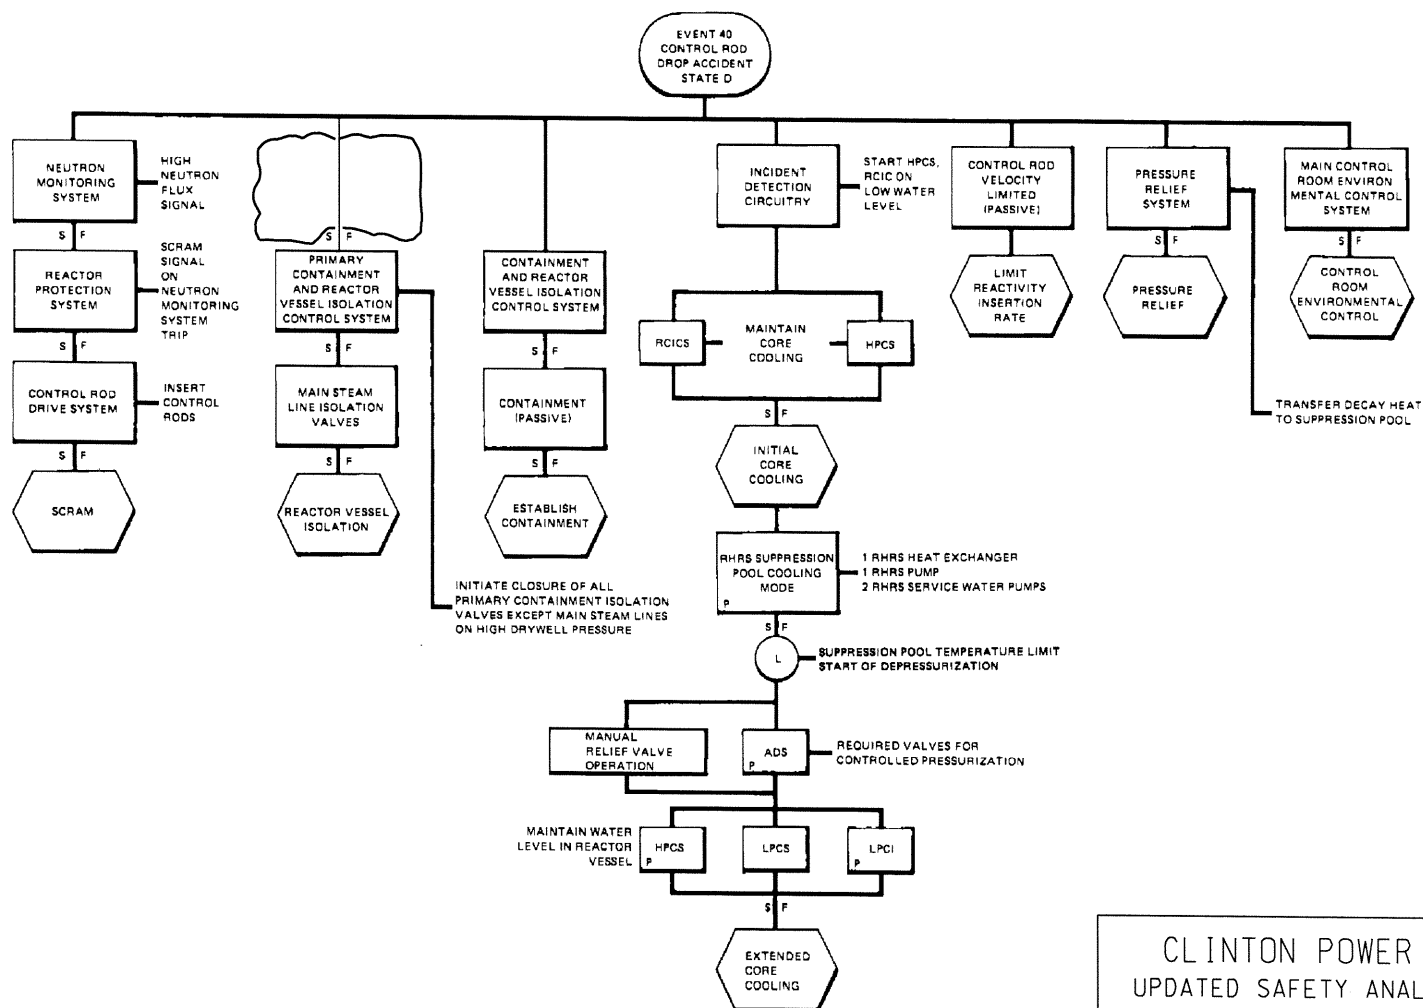 EVENT 40
CONTROL ROD
DROP ACCIDENT
STATE D
NEUTRON
MONITORING
SYSTEM
HIGH
NEUTRON
FLUX
SIGNAL
S F
REACTOR
PROTECTION
SYSTEM
SCRAM
SIGNAL
ON
NEUTRON
MONITORING
SYSTEM
TRIP
S F
CONTROL ROD
DRIVE SYSTEM
INSERT
CONTROL
RODS
S F
SCRAM
S F
PRIMARY
CONTAINMENT
AND REACTOR
VESSEL ISOLATION
CONTROL SYSTEM
S F
MAIN STEAM
LINE ISOLATION
VALVES
S F
REACTOR VESSEL
ISOLATION
INITIATE CLOSURE OF ALL
PRIMARY CONTAINMENT ISOLATION
VALVES EXCEPT MAIN STEAM LINES
ON HIGH DRYWELL PRESSURE
CONTAINMENT
AND REACTOR
VESSEL ISOLATION
CONTROL SYSTEM
S F
CONTAINMENT
(PASSIVE)
S F
ESTABLISH
CONTAINMENT
INCIDENT
DETECTION
CIRCUITRY
START HPCS,
RCIC ON
LOW WATER
LEVEL
RCICS
MAINTAIN
CORE
COOLING
HPCS
S F
INITIAL
CORE
COOLING
RHRS SUPPRESSION
POOL COOLING
MODE
P
1 RHRS HEAT EXCHANGER
1 RHRS PUMP
2 RHRS SERVICE WATER PUMPS
S F
L
SUPPRESSION POOL TEMPERATURE LIMIT
START OF DEPRESSURIZATION
MANUAL
RELIEF VALVE
OPERATION
ADS
P
REQUIRED VALVES FOR
CONTROLLED PRESSURIZATION
MAINTAIN WATER
LEVEL IN REACTOR
VESSEL
HPCS
P
LPCS
LPCI
P
S F
EXTENDED
CORE
COOLING
CONTROL ROD
VELOCITY
LIMITED
(PASSIVE)
LIMIT
REACTIVITY
INSERTION
RATE
PRESSURE
RELIEF
SYSTEM
S F
PRESSURE
RELIEF
TRANSFER DECAY HEAT
TO SUPPRESSION POOL
MAIN CONTROL
ROOM ENVIRON
MENTAL CONTROL
SYSTEM
S F
CONTROL
ROOM
ENVIRONMENTAL
CONTROL
CLINTON POWER
UPDATED SAFETY ANAL